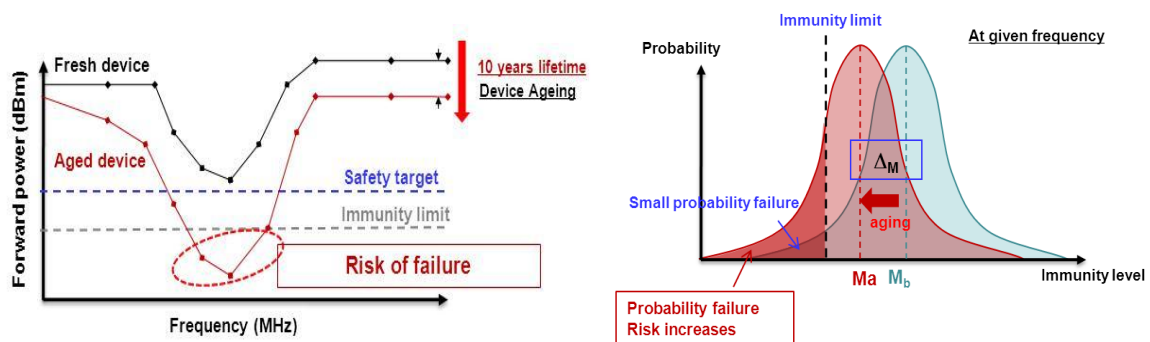 Forward power (dBm)
Fresh device
10 years lifetime
Device Ageing
Aged device
Safety target
Immunity limit
Risk of failure
Frequency (MHz)
Immunity limit
Probability
At given frequency
Δ_M
Small probability failure
aging
Ma
M_b
Immunity level
Probability failure
Risk increases